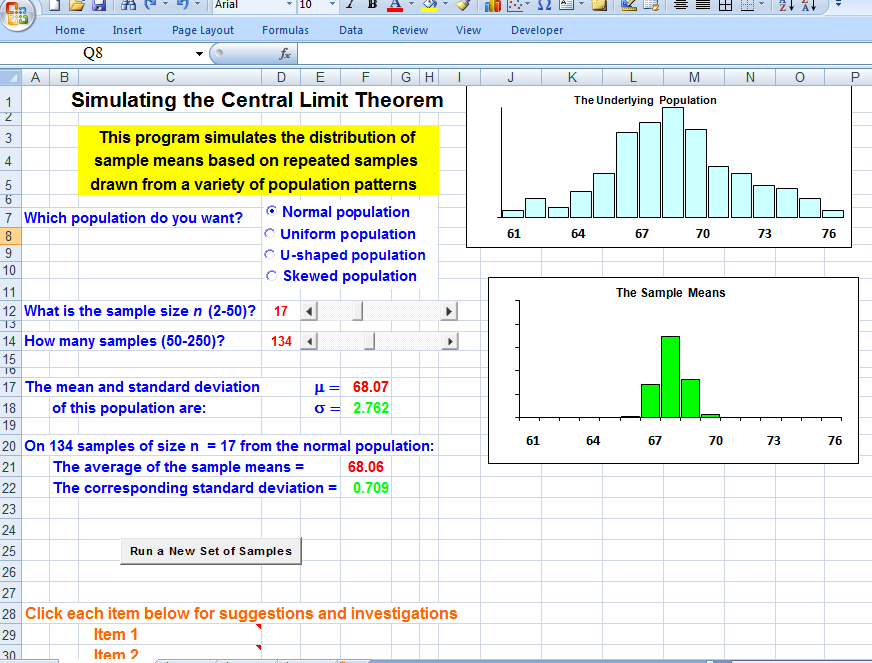 Arial 10 I B A Ω A
Home Insert Page Layout Formulas Data Review View Developer
Q8 fx
A B C D E F G H I J K L M N O P
1 Simulating the Central Limit Theorem
The Underlying Population
2
3 This program simulates the distribution of
4 sample means based on repeated samples
5 drawn from a variety of population patterns
6
7 Which population do you want? Normal population
8 Uniform population
61 64 67 70 73 76
9 U-shaped population
10 Skewed population
11
The Sample Means
12 What is the sample size n (2-50)? 17
13
14 How many samples (50-250)? 134
15
16
17 The mean and standard deviation μ = 68.07
18 of this population are: σ = 2.762
19
61 64 67 70 73 76
20 On 134 samples of size n = 17 from the normal population:
21 The average of the sample means = 68.06
22 The corresponding standard deviation = 0.709
23
24
25 Run a New Set of Samples
26
27
28 Click each item below for suggestions and investigations
29 Item 1
30 Item 2